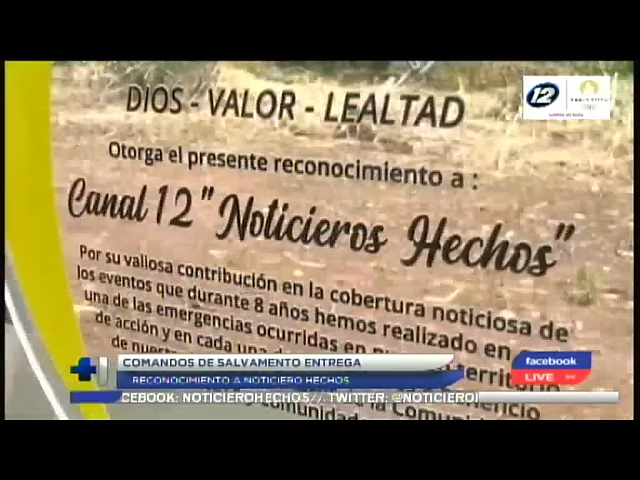 12
DIOS - VALOR - LEALTAD
Otorga el presente reconocimiento a :
Canal 12 " Noticieros Hechos"
Por su valiosa contribución en la cobertura noticiosa de
los eventos que durante 8 años hemos realizado en
una de las emergencias ocurridas en
de acción y en cada
COMANDOS DE SALVAMENTO ENTREGA
RECONOCIMIENTO A NOTICIERO HECHOS
facebook
LIVE
CEBOOK: NOTICIEROHECHOS// TWITTER: @NOTICIEROI